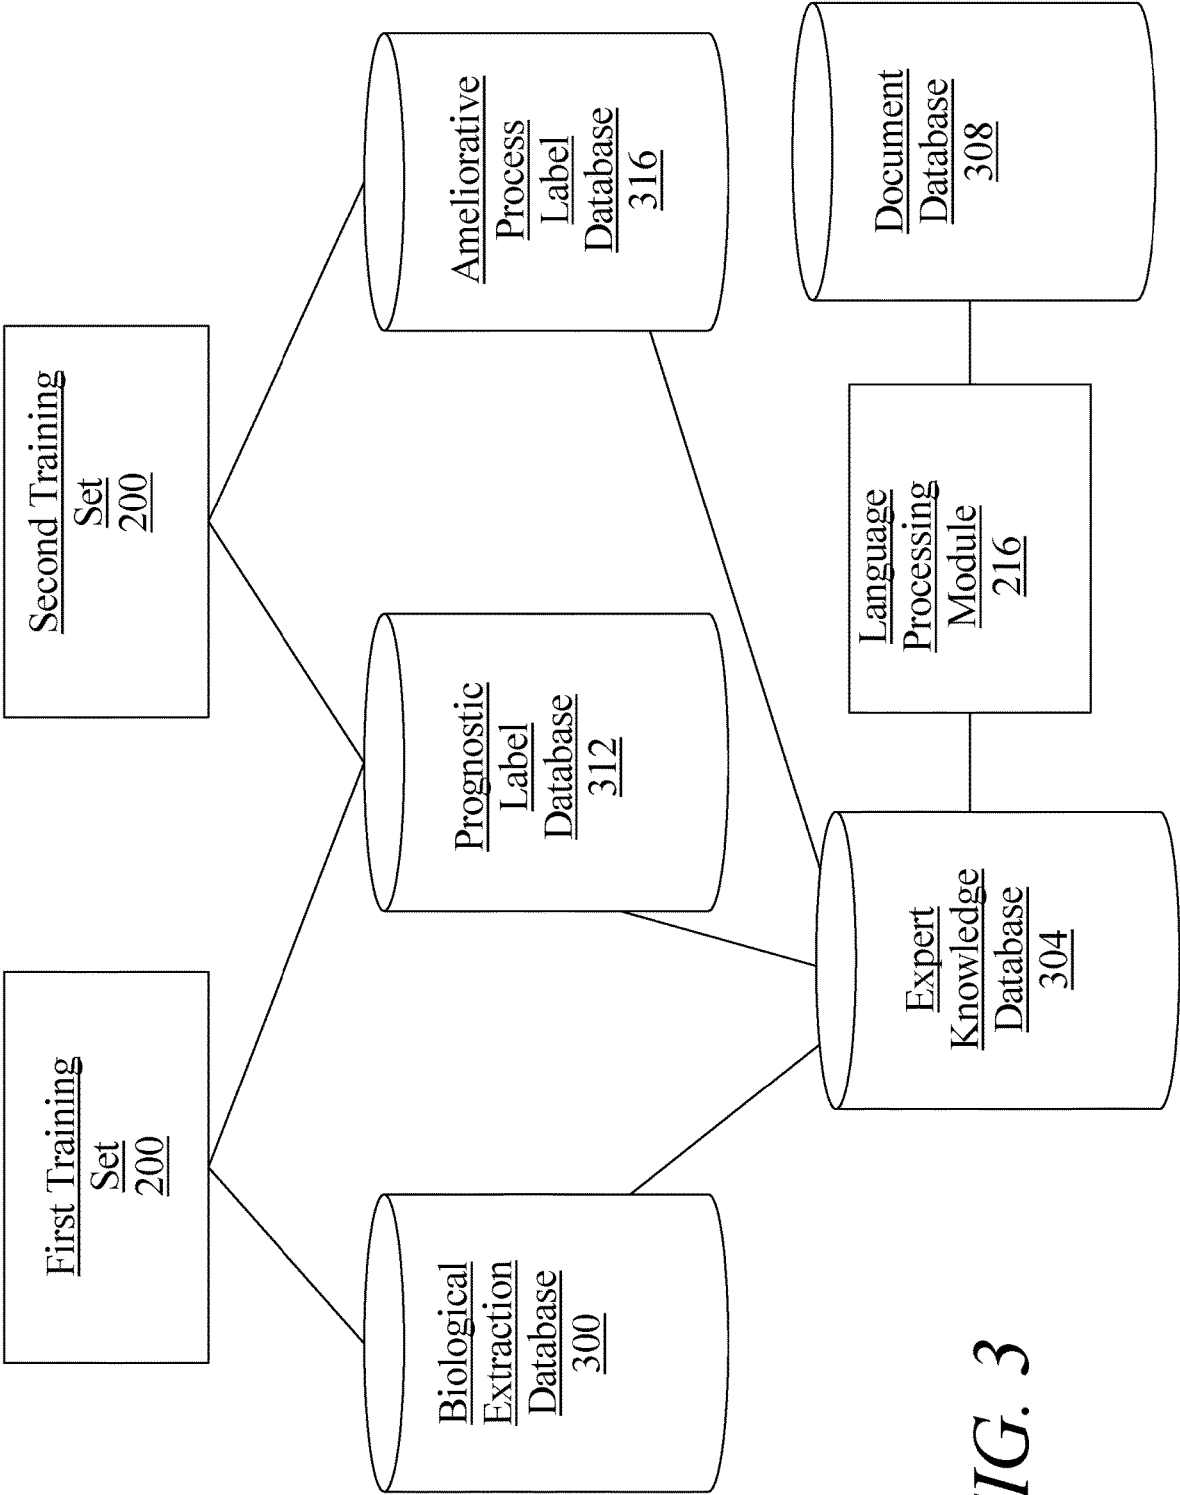 First Training
Set
200
Second Training
Set
200
Biological
Extraction
Database
300
Prognostic
Label
Database
312
Ameliorative
Process
Label
Database
316
Expert
Knowledge
Database
304
Language
Processing
Module
216
Document
Database
308
FIG. 3